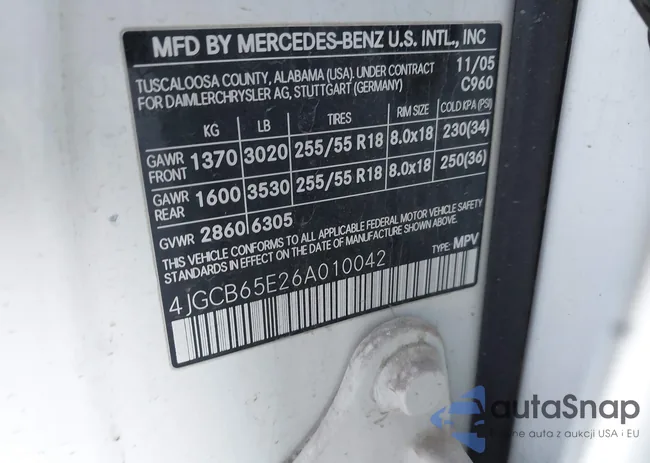 MFD BY MERCEDES-BENZ U.S. INTL., INC
TUSCALOOSA COUNTY, ALABAMA (USA). UNDER CONTRACT 11/05
FOR DAIMLERCHRYSLER AG, STUTTGART (GERMANY) C960
KG LB TIRES RIM SIZE COLD KPA (PSI)
GAWR FRONT 1370 3020 255/55 R18 8.0x18 230(34)
GAWR REAR 1600 3530 255/55 R18 8.0x18 250(36)
GVWR 2860 6305
THIS VEHICLE CONFORMS TO ALL APPLICABLE FEDERAL MOTOR VEHICLE SAFETY
STANDARDS IN EFFECT ON THE DATE OF MANUFACTURE SHOWN ABOVE.
TYPE: MPV
4JGCB65E26A010042
autaSnap
auta z aukcji USA i EU